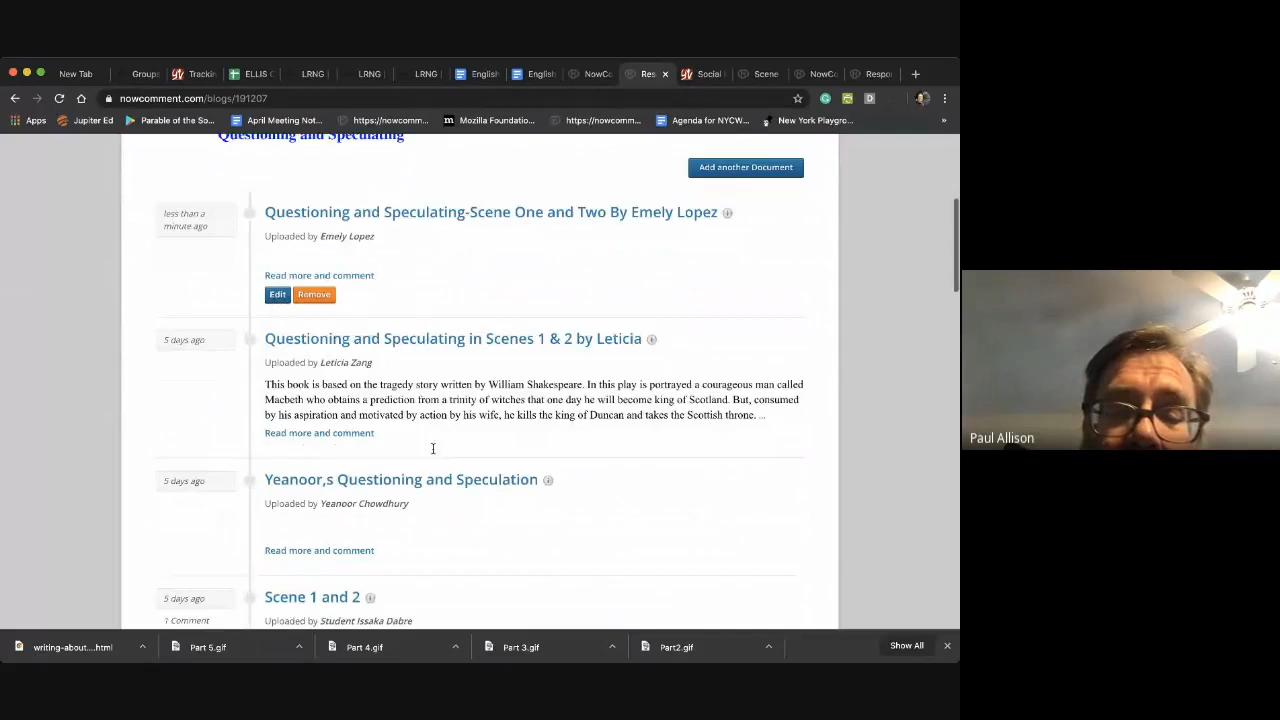 New Tab
Groups
Trackin
ELLIS C
LRNG
LRNG
LRNG
English
English
NowCo
Res
Social
Scene
NowCo
Respo
nowcomment.com/blogs/191207
Apps
Jupiter Ed
Parable of the So...
April Meeting Not...
https://nowcomm...
Mozilla Foundatio...
https://nowcomm...
Agenda for NYCW...
New York Playgro...
»
Questioning and Speculating
Add another Document
less than a
minute ago
Questioning and Speculating-Scene One and Two By Emely Lopez
Uploaded by Emely Lopez
Read more and comment
Edit
Remove
5 days ago
Questioning and Speculating in Scenes 1 & 2 by Leticia
Uploaded by Leticia Zang
This book is based on the tragedy story written by William Shakespeare. In this play is portrayed a courageous man called
Macbeth who obtains a prediction from a trinity of witches that one day he will become king of Scotland. But, consumed
by his aspiration and motivated by action by his wife, he kills the king of Duncan and takes the Scottish throne. ...
Read more and comment
5 days ago
Yeanoor,s Questioning and Speculation
Uploaded by Yeanoor Chowdhury
Read more and comment
5 days ago
Scene 1 and 2
1 Comment
Uploaded by Student Issaka Dabre
writing-about....html
Part 5.gif
Part 4.gif
Part 3.gif
Part2.gif
Show All
Paul Allison